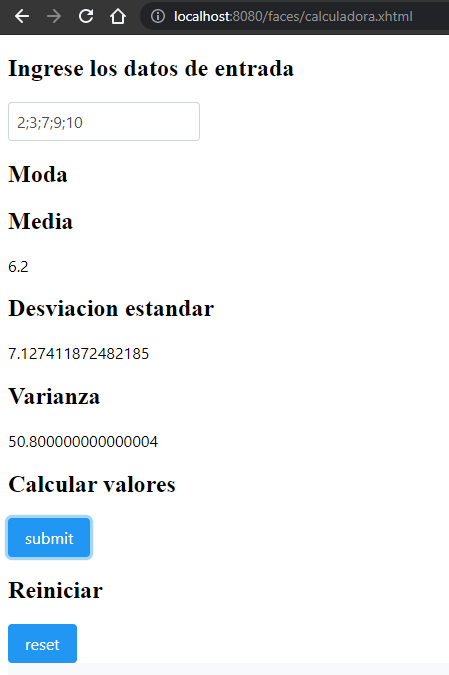 localhost:8080/faces/calculadora.xhtml
Ingrese los datos de entrada
2;3;7;9;10
Moda
Media
6.2
Desviacion estandar
7.127411872482185
Varianza
50.800000000000004
Calcular valores
submit
Reiniciar
reset